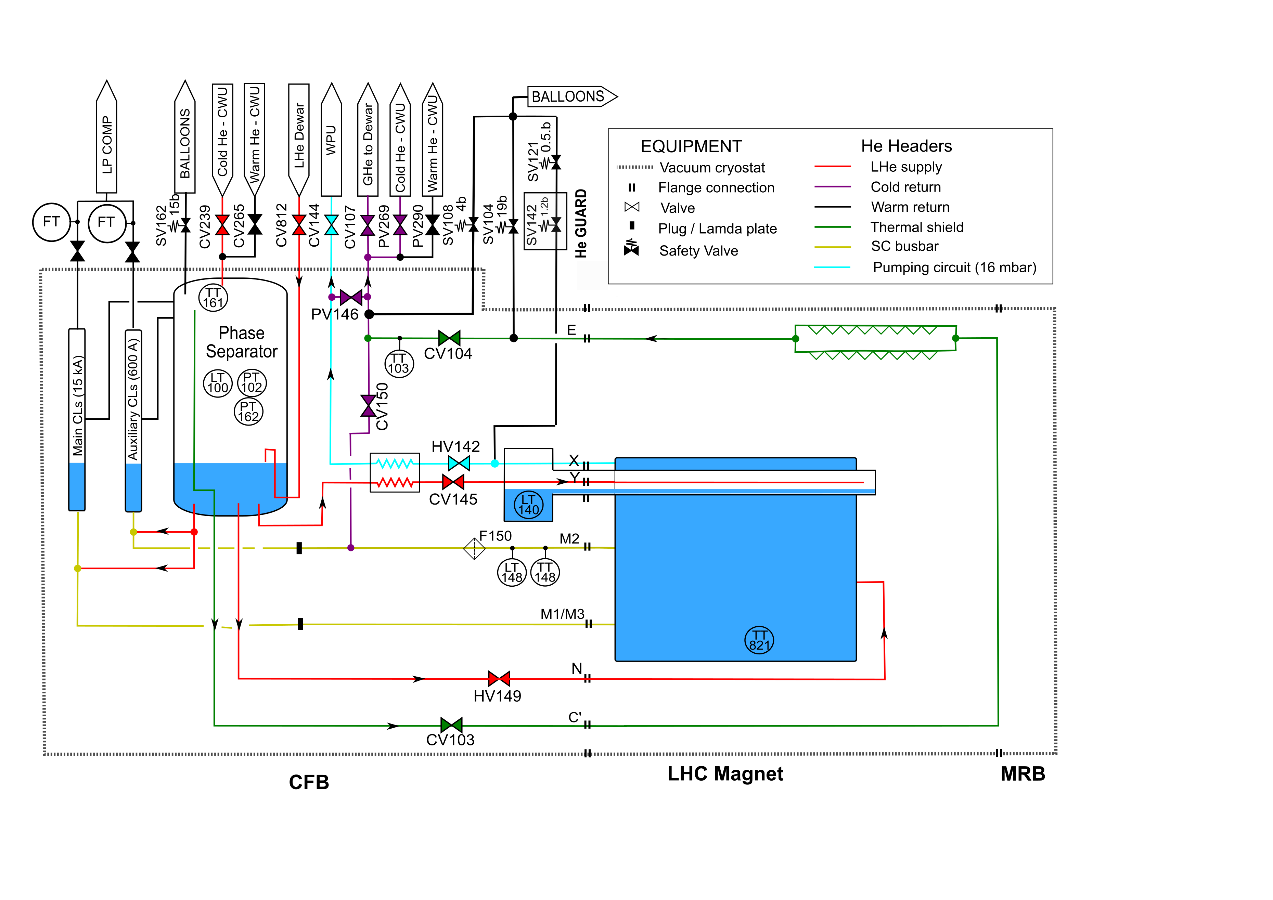 LP COMP
BALLOONS
Cold He - CWU
Warm He - CWU
LHe Dewar
WPU
GHe to Dewar
Cold He - CWU
Warm He - CWU
BALLOONS
FT
FT
SV162
15b
CV239
CV265
CV812
CV144
CV107
PV269
PV290
SV108
4b
SV104
19b
SV121
0.5.b
SV142
1.2b
He GUARD
EQUIPMENT
Vacuum cryostat
Flange connection
Valve
Plug / Lamda plate
Safety Valve
He Headers
LHe supply
Cold return
Warm return
Thermal shield
SC busbar
Pumping circuit (16 mbar)
TT
161
Phase
Separator
LT
100
PT
102
PT
162
Main CLs (15 kA)
Auxiliary CLs (600 A)
PV146
TT
103
CV104
E
CV150
HV142
CV145
X
Y
LT
140
F150
M2
LT
148
TT
148
M1/M3
TT
821
N
HV149
C'
CV103
CFB
LHC Magnet
MRB